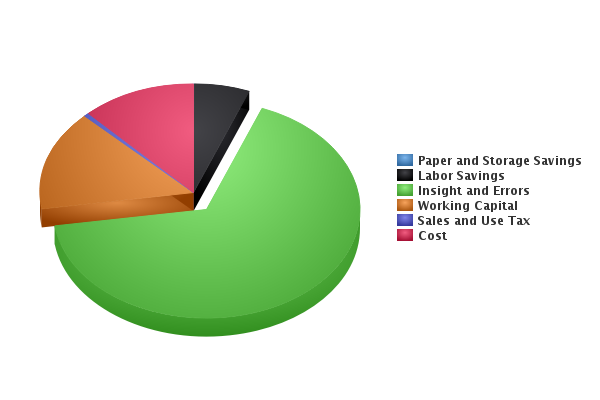 Paper and Storage Savings
Labor Savings
Insight and Errors
Working Capital
Sales and Use Tax
Cost